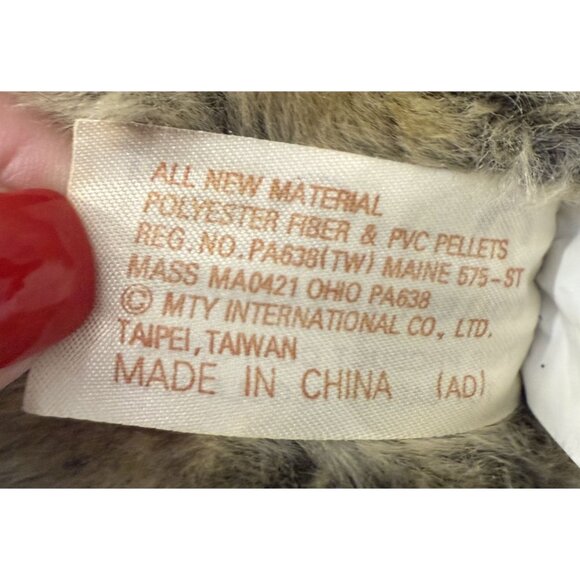 ALL NEW MATERIAL
POLYESTER FIBER & PVC PELLETS
REG. NO. PA638(TW) MAINE 575-ST
MASS MA0421 OHIO PA638
© MTY INTERNATIONAL CO., LTD.
TAIPEI, TAIWAN
MADE IN CHINA (AD)